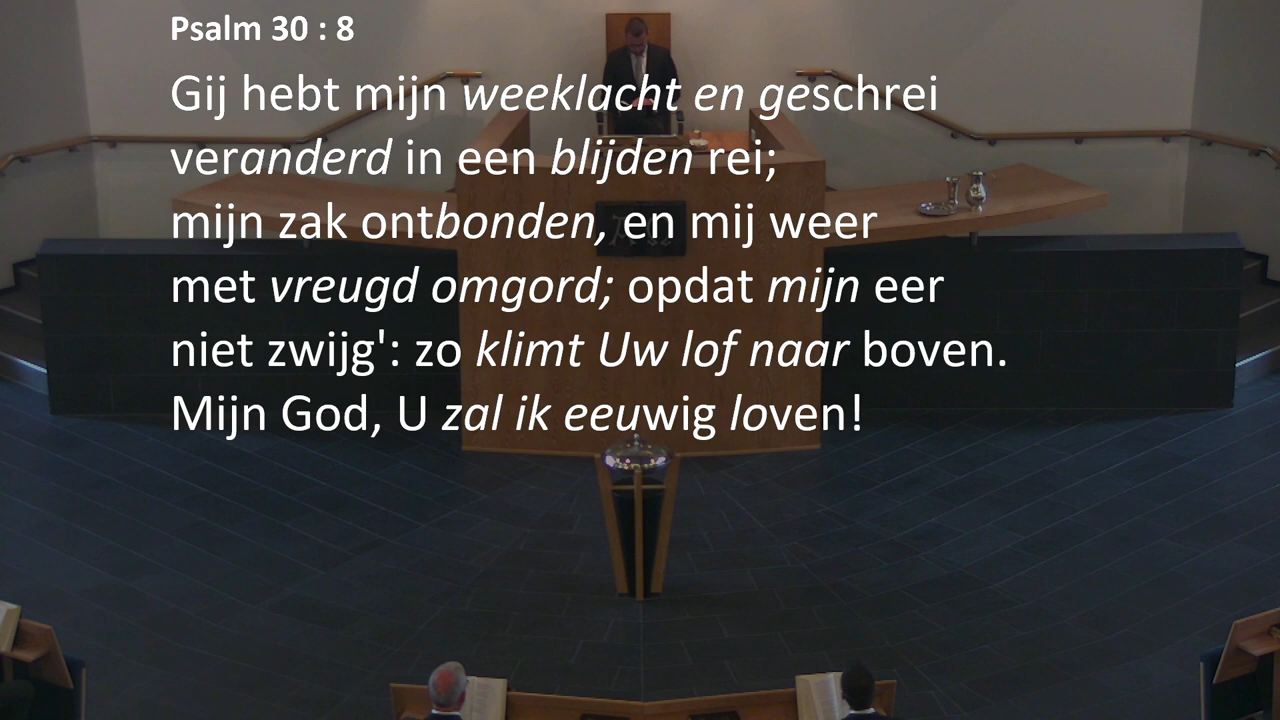 Psalm 30 : 8
Gij hebt mijn weeklacht en geschrei
veranderd in een blijden rei;
mijn zak ontbonden, en mij weer
met vreugd omgord; opdat mijn eer
niet zwijg': zo klimt Uw lof naar boven.
Mijn God, U zal ik eeuwig loven!